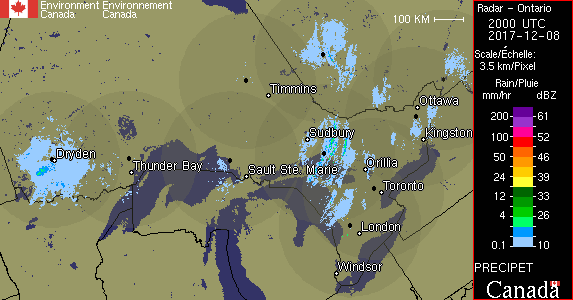 Environment Environnement
Canada Canada
100 KM
Timmins
Ottawa
Sudbury
Kingston
Dryden
Thunder Bay
Sault Ste. Marie
Orillia
Toronto
London
Windsor
Radar - Ontario
2000 UTC
2017-12-08
Scale/Échelle:
3.5 km/Pixel
Rain/Pluie
mm/hr dBZ
200 61
100 52
50 46
24 39
12 33
4 26
0.1 10
PRECIPET
Canada